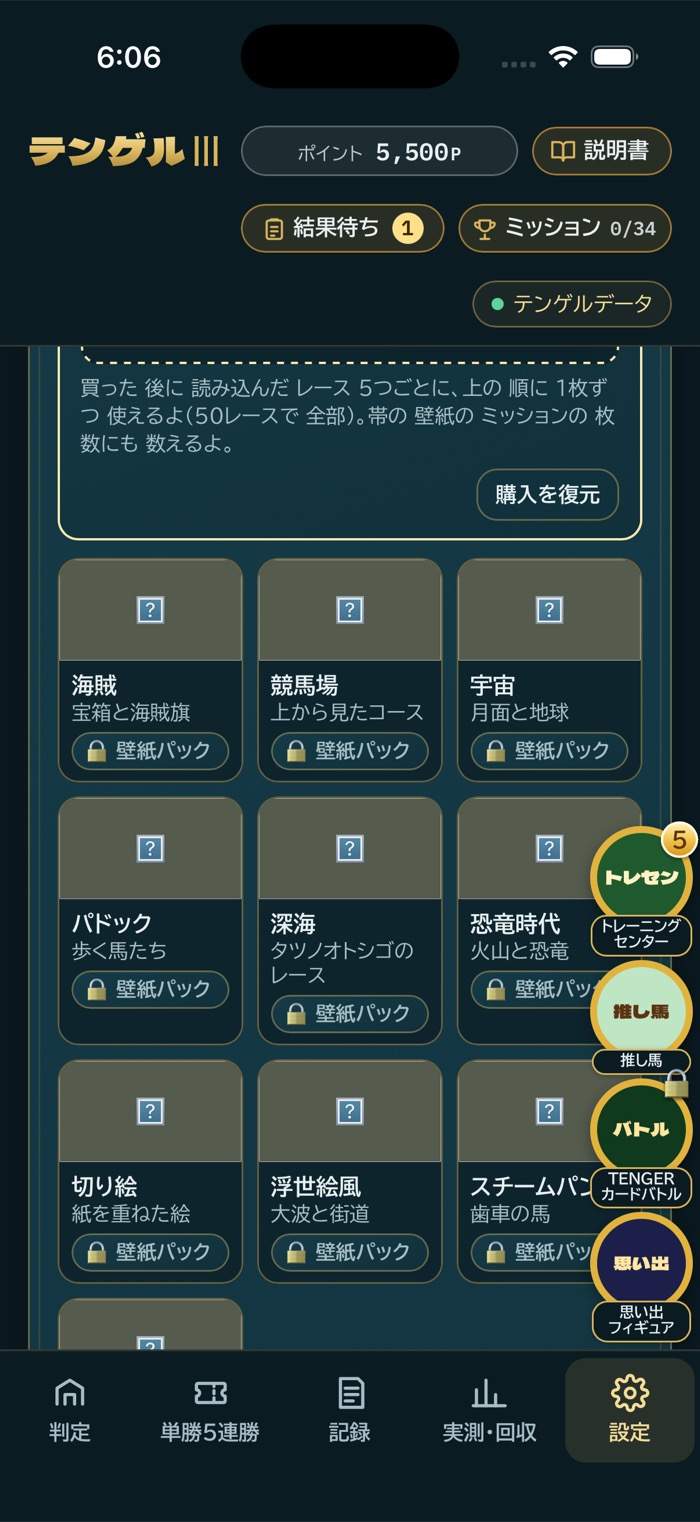 6:06
テンゲル
ポイント 5,500P
説明書
結果待ち 1
ミッション 0/34
テンゲルデータ
買った 後に 読み込んだ レース 5つごとに、上の 順に 1枚ず
つ 使えるよ(50レースで 全部)。帯の 壁紙の ミッションの 枚
数にも 数えるよ。
購入を復元
海賊
宝箱と海賊旗
壁紙パック
競馬場
上から見たコース
壁紙パック
宇宙
月面と地球
壁紙パック
パドック
歩く馬たち
壁紙パック
深海
タツノオトシゴの
レース
壁紙パック
恐竜時代
火山と恐竜
壁紙パッ
切り絵
紙を重ねた絵
壁紙パック
浮世絵風
大波と街道
壁紙パック
スチームパン
歯車の馬
壁紙パッ
5
トレセン
トレーニング
センター
推し馬
推し馬
バトル
TENGER
カードバトル
思い出
思い出
フィギュア
判定
単勝5連勝
記録
実測・回収
設定